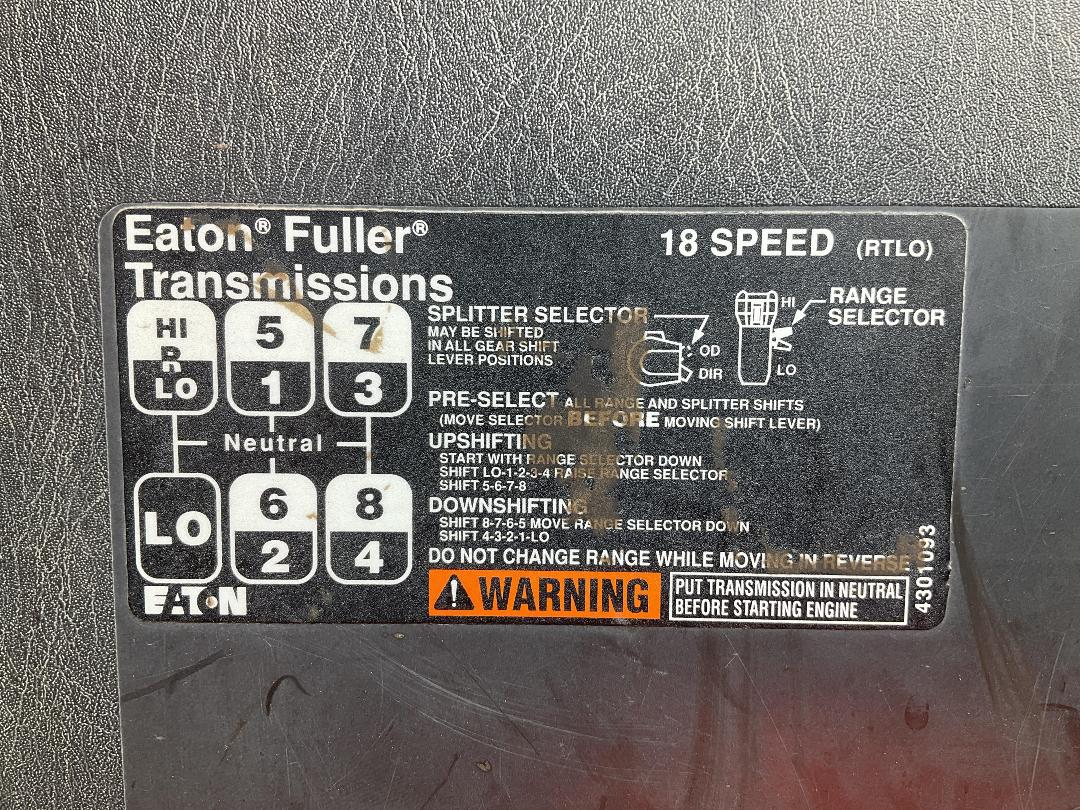 Eaton® Fuller®
Transmissions
18 SPEED (RTLO)
HI
R
LO
5
1
7
3
Neutral
LO
6
2
8
4
EATON
SPLITTER SELECTOR
MAY BE SHIFTED
IN ALL GEAR SHIFT
LEVER POSITIONS
OD
DIR
HI
LO
RANGE
SELECTOR
PRE-SELECT ALL RANGE AND SPLITTER SHIFTS
(MOVE SELECTOR BEFORE MOVING SHIFT LEVER)
UPSHIFTING
START WITH RANGE SELECTOR DOWN
SHIFT LO-1-2-3-4 RAISE RANGE SELECTOR
SHIFT 5-6-7-8
DOWNSHIFTING
SHIFT 8-7-6-5 MOVE RANGE SELECTOR DOWN
SHIFT 4-3-2-1-LO
DO NOT CHANGE RANGE WHILE MOVING IN REVERSE
WARNING
PUT TRANSMISSION IN NEUTRAL
BEFORE STARTING ENGINE
4301093